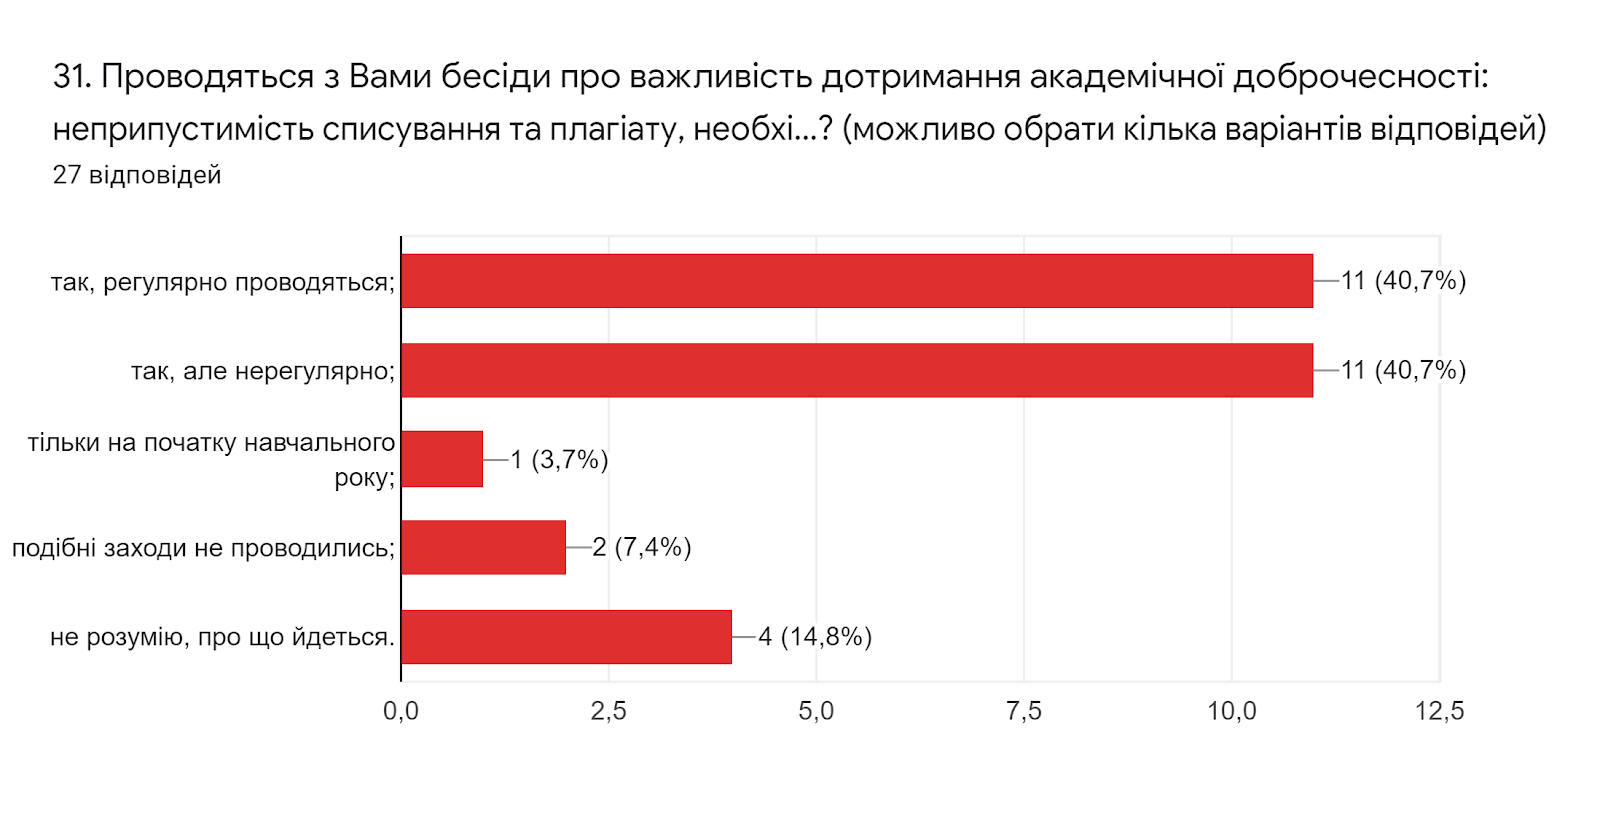 31. Проводяться з Вами бесіди про важливість дотримання академічної доброчесності:
неприпустимість списування та плагіату, необхі...? (можливо обрати кілька варіантів відповідей)
27 відповідей
так, регулярно проводяться;
11 (40,7%)
так, але нерегулярно;
11 (40,7%)
тільки на початку навчального
року;
1 (3,7%)
подібні заходи не проводились;
2 (7,4%)
не розумію, про що йдеться.
4 (14,8%)
0,0 2,5 5,0 7,5 10,0 12,5